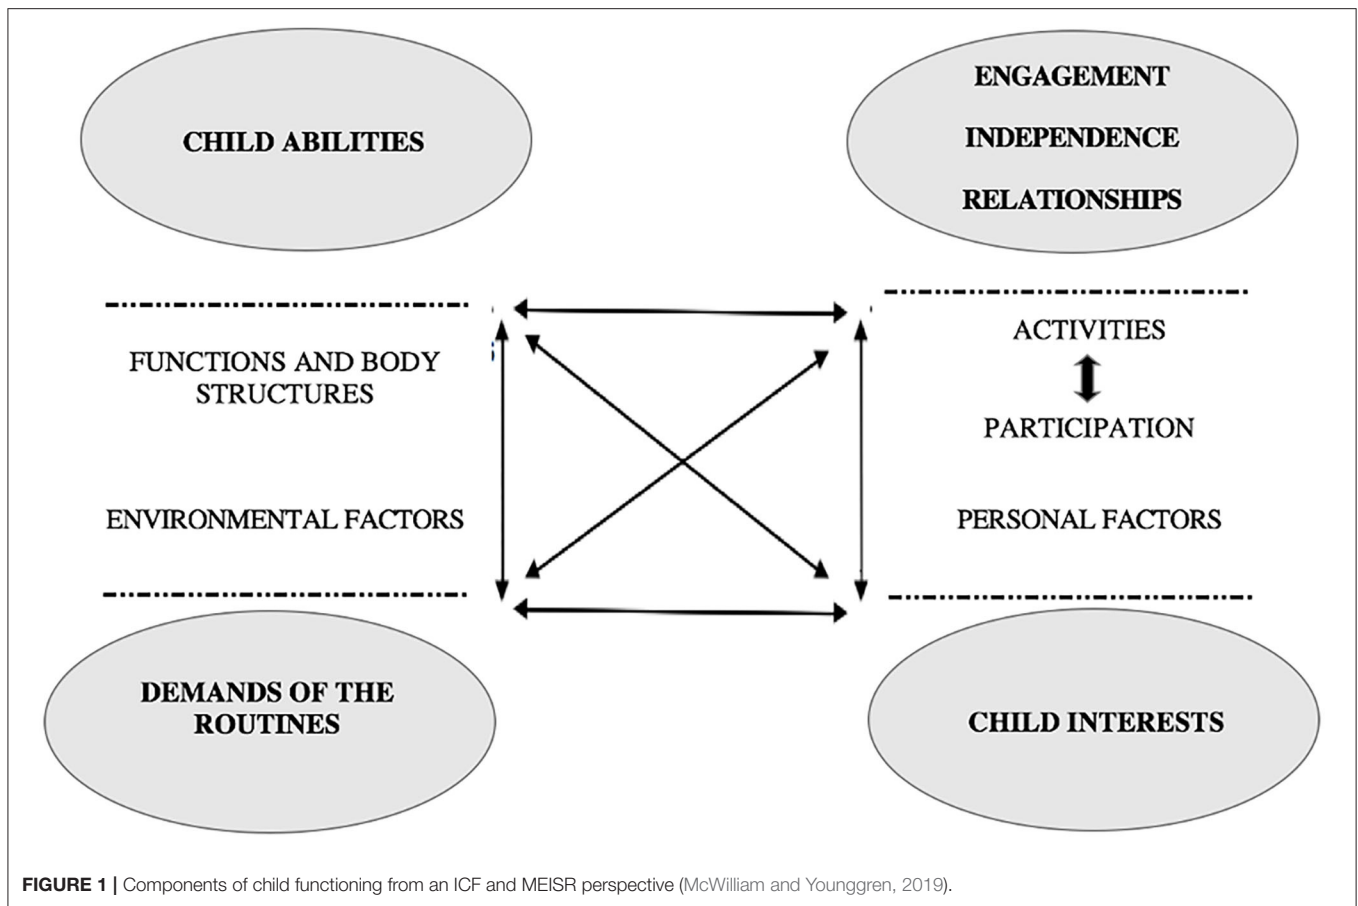 CHILD ABILITIES
ENGAGEMENT
INDEPENDENCE
RELATIONSHIPS
FUNCTIONS AND BODY
STRUCTURES
ACTIVITIES
PARTICIPATION
ENVIRONMENTAL FACTORS
PERSONAL FACTORS
DEMANDS OF THE
ROUTINES
CHILD INTERESTS
FIGURE 1 | Components of child functioning from an ICF and MEISR perspective (McWilliam and Younggren, 2019).